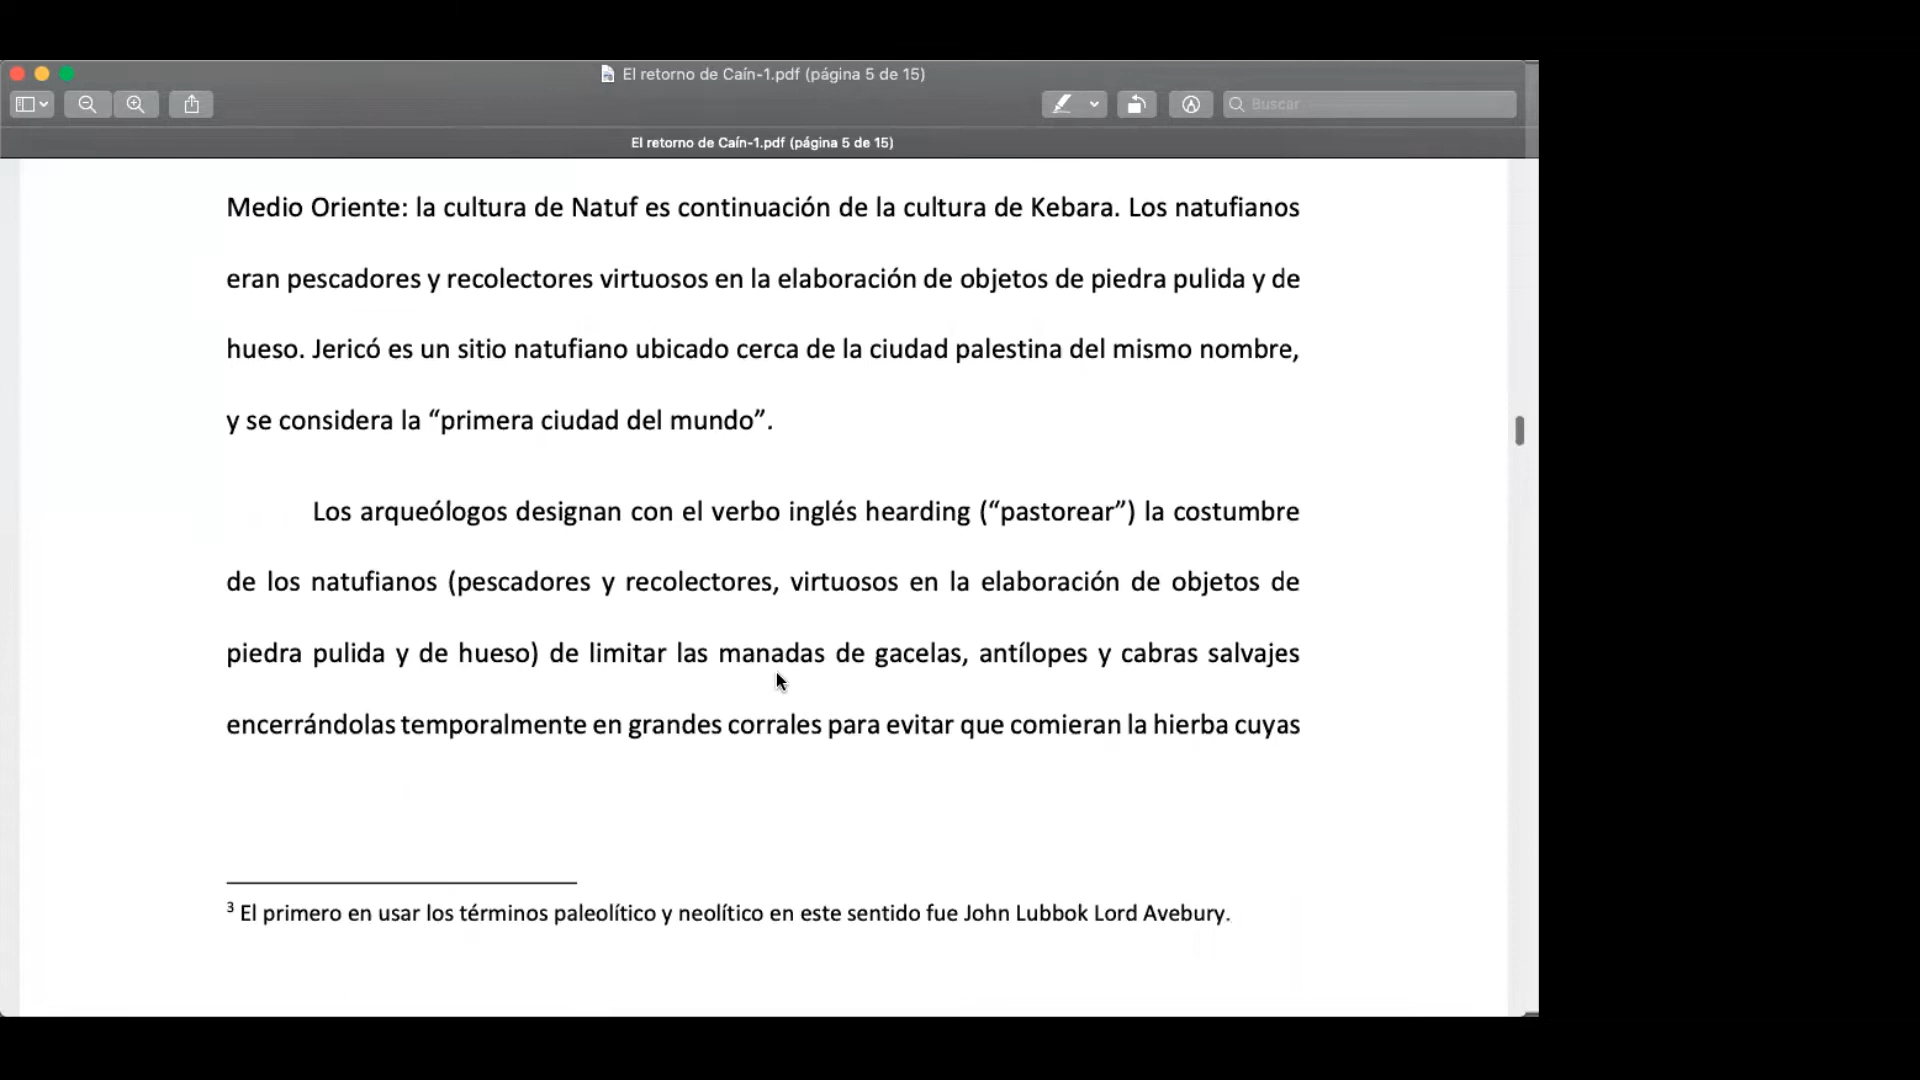 El retorno de Caín-1.pdf (página 5 de 15)
Buscar
El retorno de Caín-1.pdf (página 5 de 15)
Medio Oriente: la cultura de Natuf es continuación de la cultura de Kebara. Los natufianos
eran pescadores y recolectores virtuosos en la elaboración de objetos de piedra pulida y de
hueso. Jericó es un sitio natufiano ubicado cerca de la ciudad palestina del mismo nombre,
y se considera la “primera ciudad del mundo”.
Los arqueólogos designan con el verbo inglés hearding (“pastorear”) la costumbre
de los natufianos (pescadores y recolectores, virtuosos en la elaboración de objetos de
piedra pulida y de hueso) de limitar las manadas de gacelas, antílopes y cabras salvajes
encerrándolas temporalmente en grandes corrales para evitar que comieran la hierba cuyas
3 El primero en usar los términos paleolítico y neolítico en este sentido fue John Lubbok Lord Avebury.